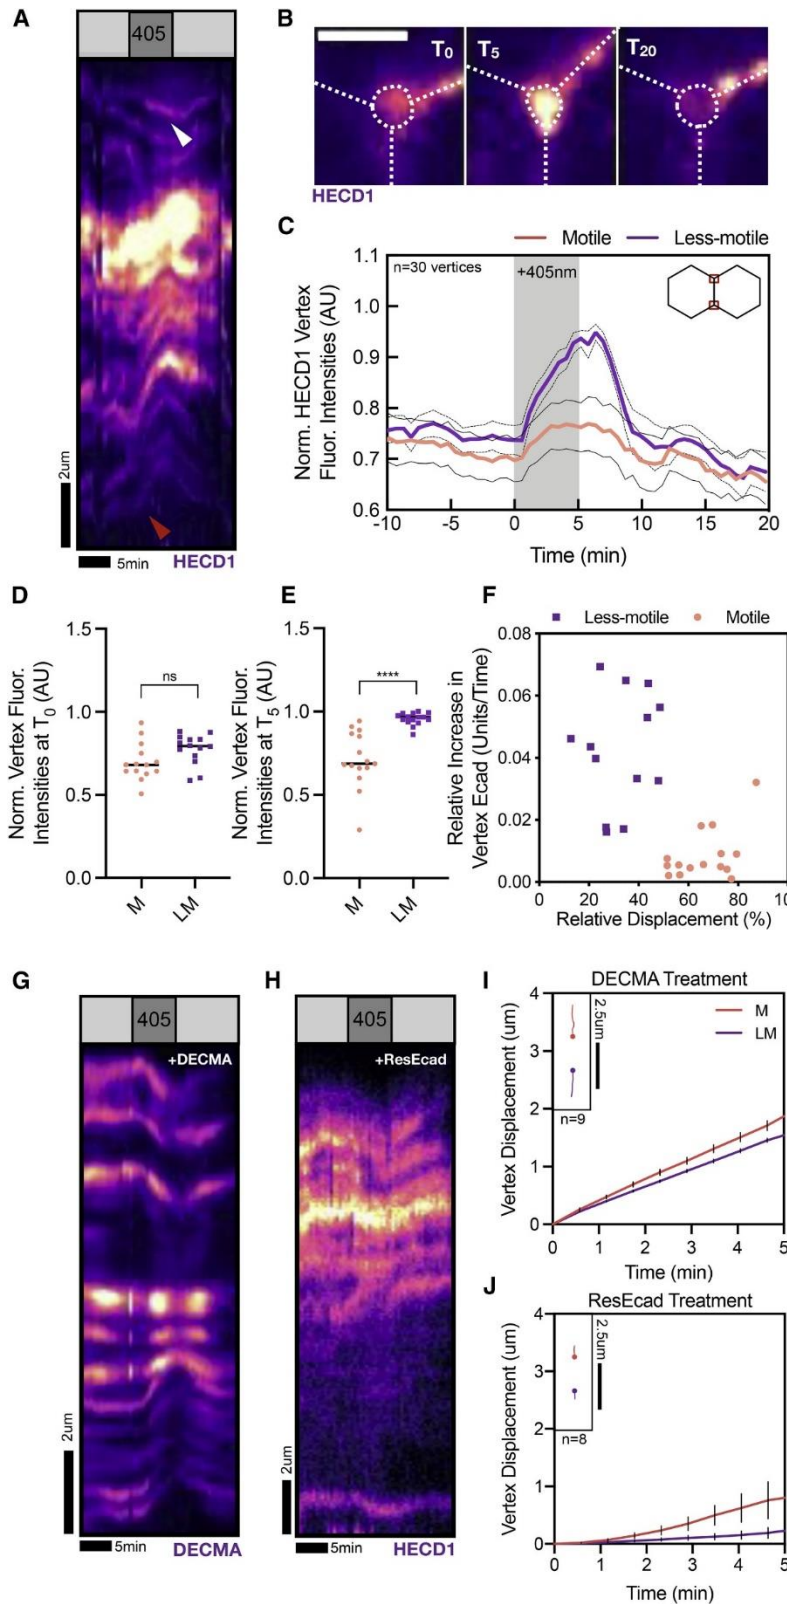 A
405
2um
5min
HECD1
B
T0
T5
T20
HECD1
C
Motile
Less-motile
n=30 vertices
+405nm
Norm. HECD1 Vertex
Fluor. Intensities (AU)
1.1
1.0
0.9
0.8
0.7
0.6
-10
-5
0
5
10
15
20
Time (min)
D
Norm. Vertex Fluor.
Intensities at T0 (AU)
1.5
1.0
0.5
0.0
ns
M
LM
E
Norm. Vertex Fluor.
Intensities at T5 (AU)
1.5
1.0
0.5
0.0
****
M
LM
F
Less-motile
Motile
Relative Increase in
Vertex Ecad (Units/Time)
0.08
0.06
0.04
0.02
0.00
0
20
40
60
80
100
Relative Displacement (%)
G
405
+DECMA
2um
5min
DECMA
H
405
+ResEcad
2um
5min
HECD1
I
DECMA Treatment
Vertex Displacement (um)
4
3
2
1
0
2.5um
n=9
M
LM
0
1
2
3
4
5
Time (min)
J
ResEcad Treatment
Vertex Displacement (um)
4
3
2
1
0
2.5um
n=8
0
1
2
3
4
5
Time (min)